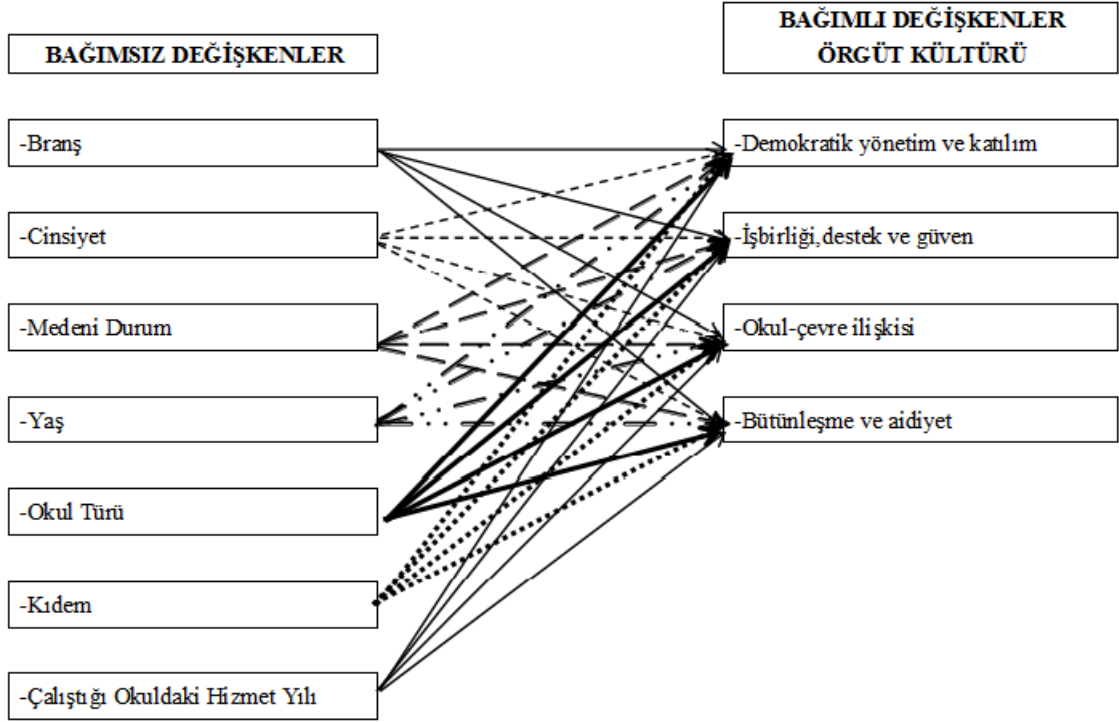 BAĞIMSIZ DEĞİŞKENLER
-Branş
-Cinsiyet
-Medeni Durum
-Yaş
-Okul Türü
-Kıdem
-Çalıştığı Okuldaki Hizmet Yılı
BAĞIMLI DEĞİŞKENLER
ÖRGÜT KÜLTÜRÜ
-Demokratik yönetim ve katılım
-İşbirliği,destek ve güven
-Okul-çevre ilişkisi
-Bütünleşme ve aidiyet